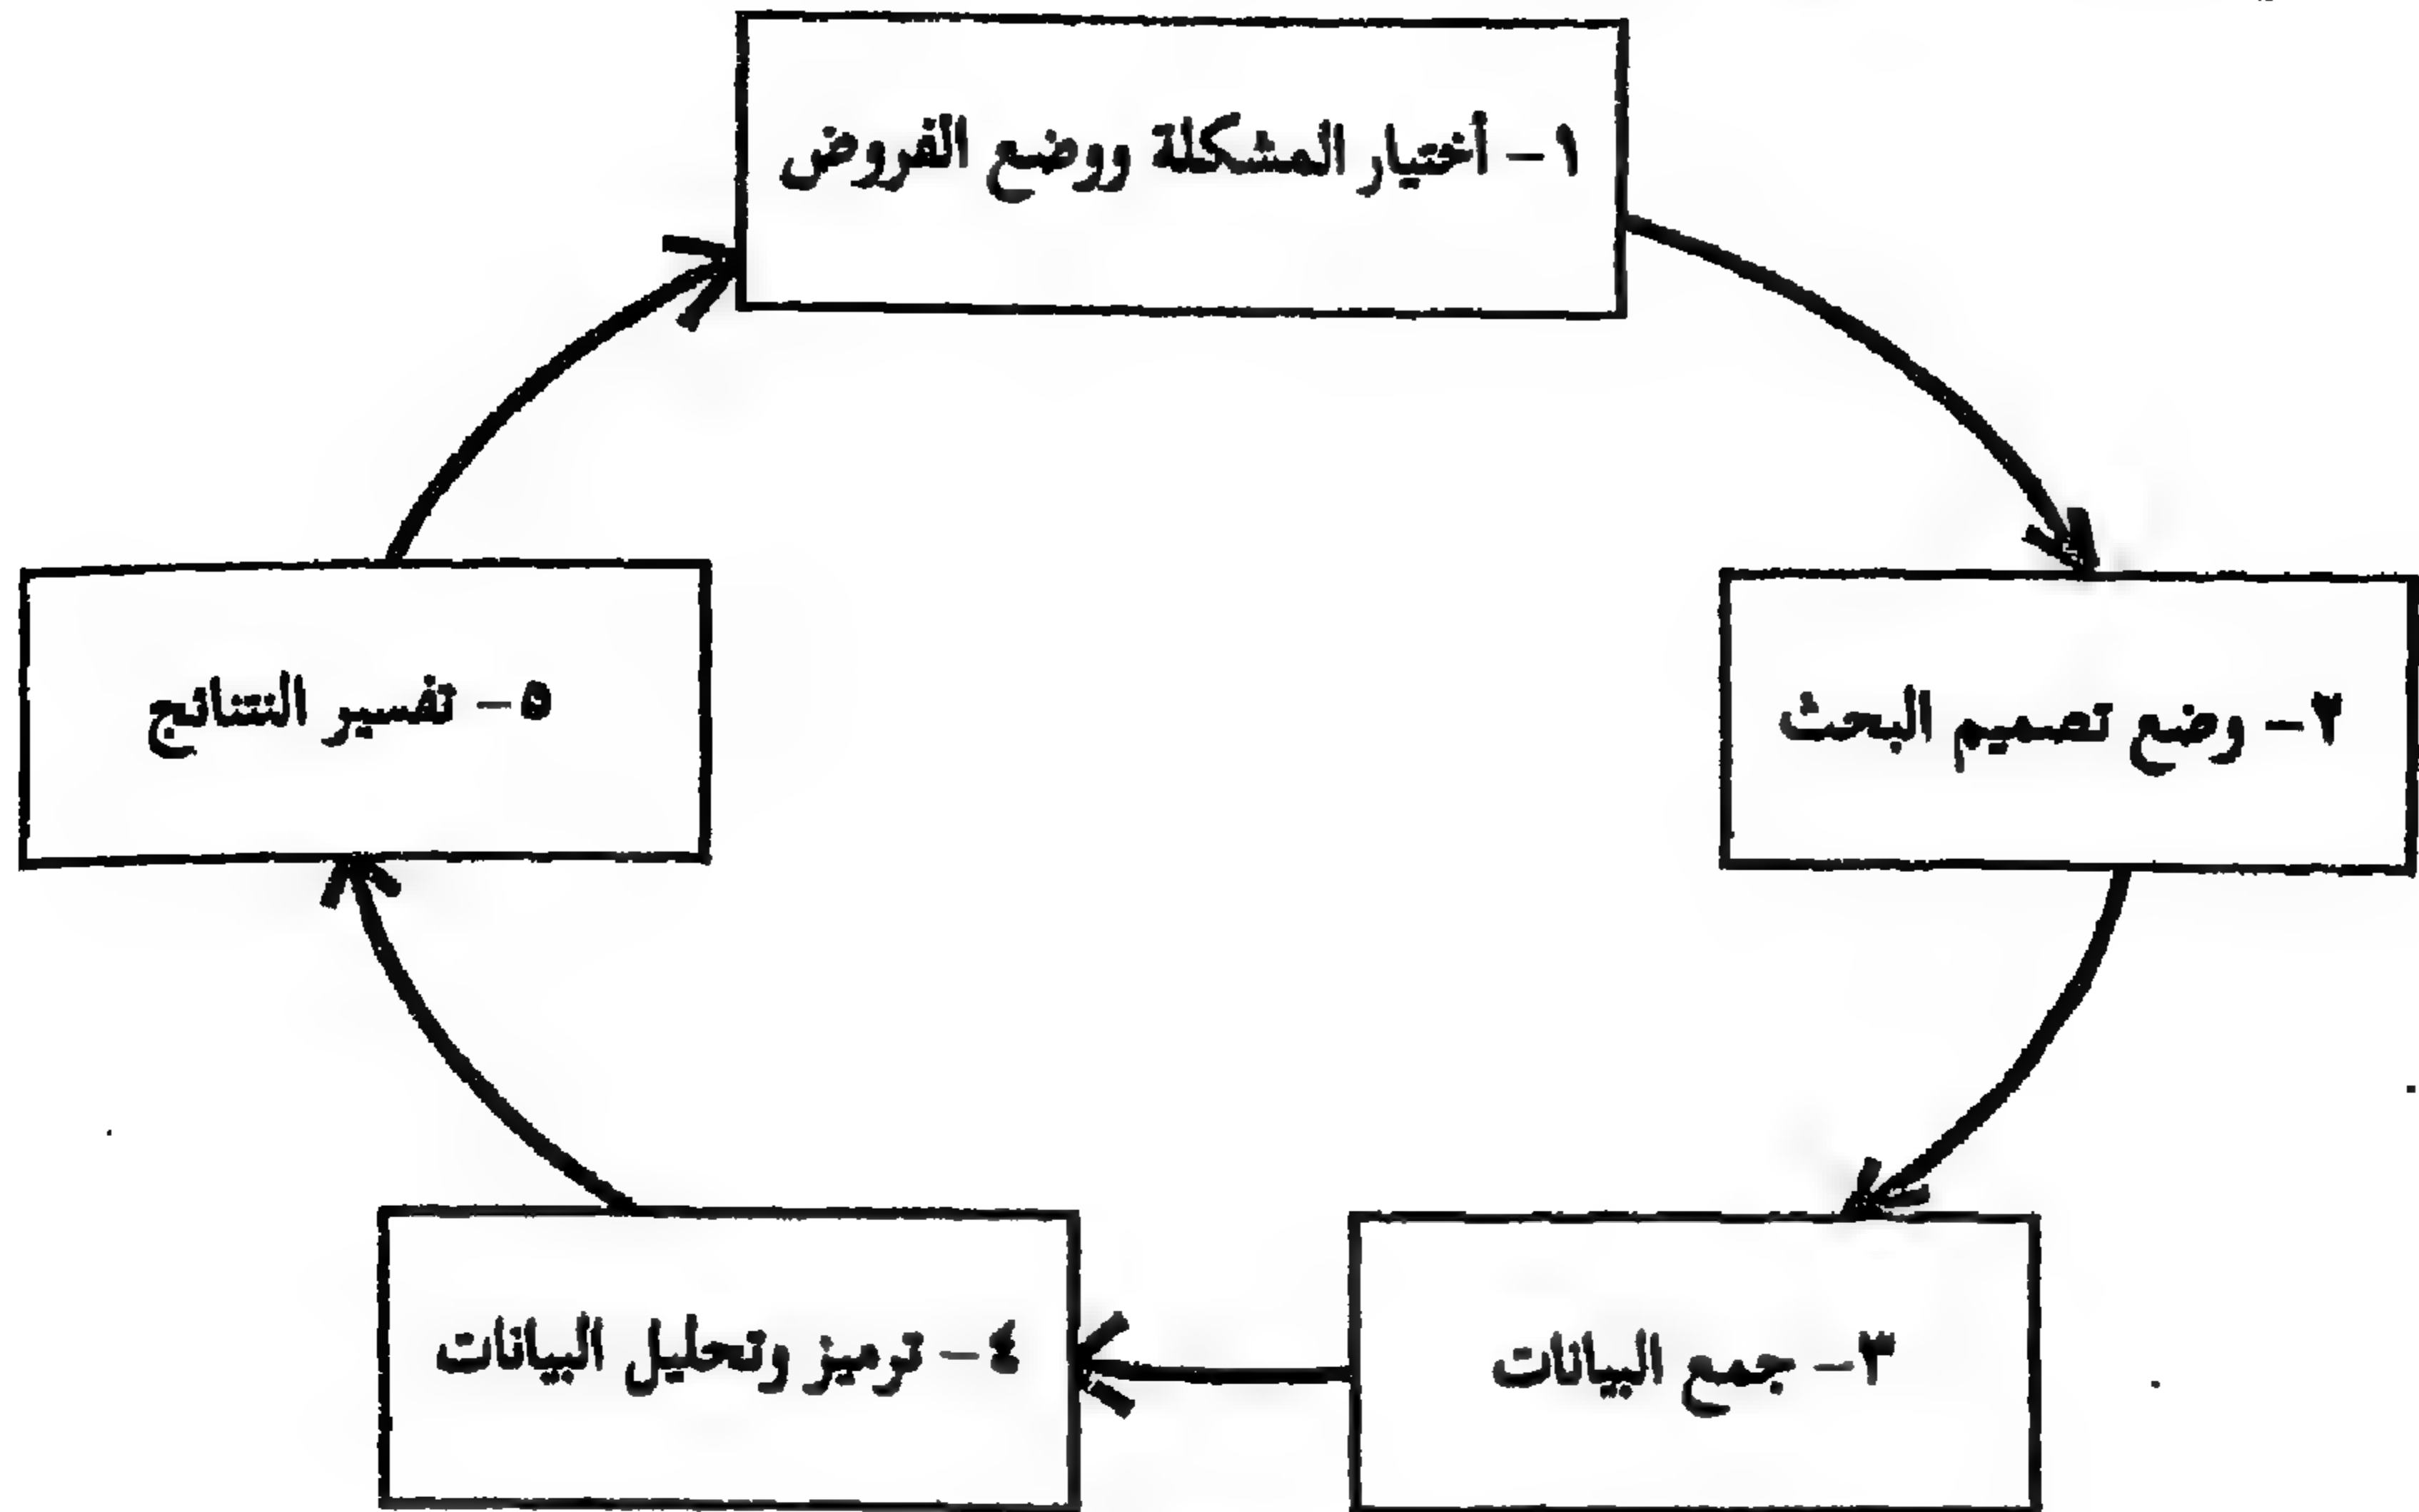 ١- أختيار المشكلة ووضع الفروض
٢- وضع تصميم البحث
٣- جمع البيانات
٤- ترميز وتحليل البيانات
٥- تفسير النتائج